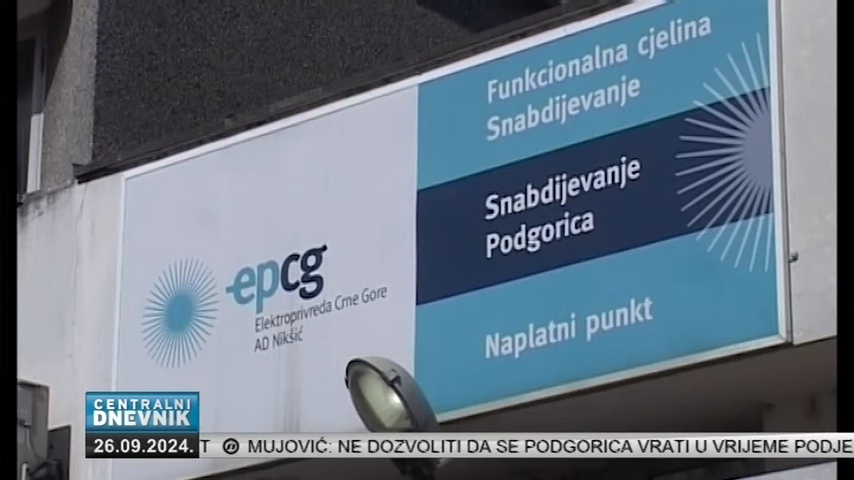 epcg
Elektroprivreda Crne Gore
AD Nikšić
Funkcionalna cjelina
Snabdijevanje
Snabdijevanje
Podgorica
Naplatni punkt
CENTRALNI
DNEVNIK
26.09.2024. T MUJOVIĆ: NE DOZVOLITI DA SE PODGORICA VRATI U VRIJEME PODJE